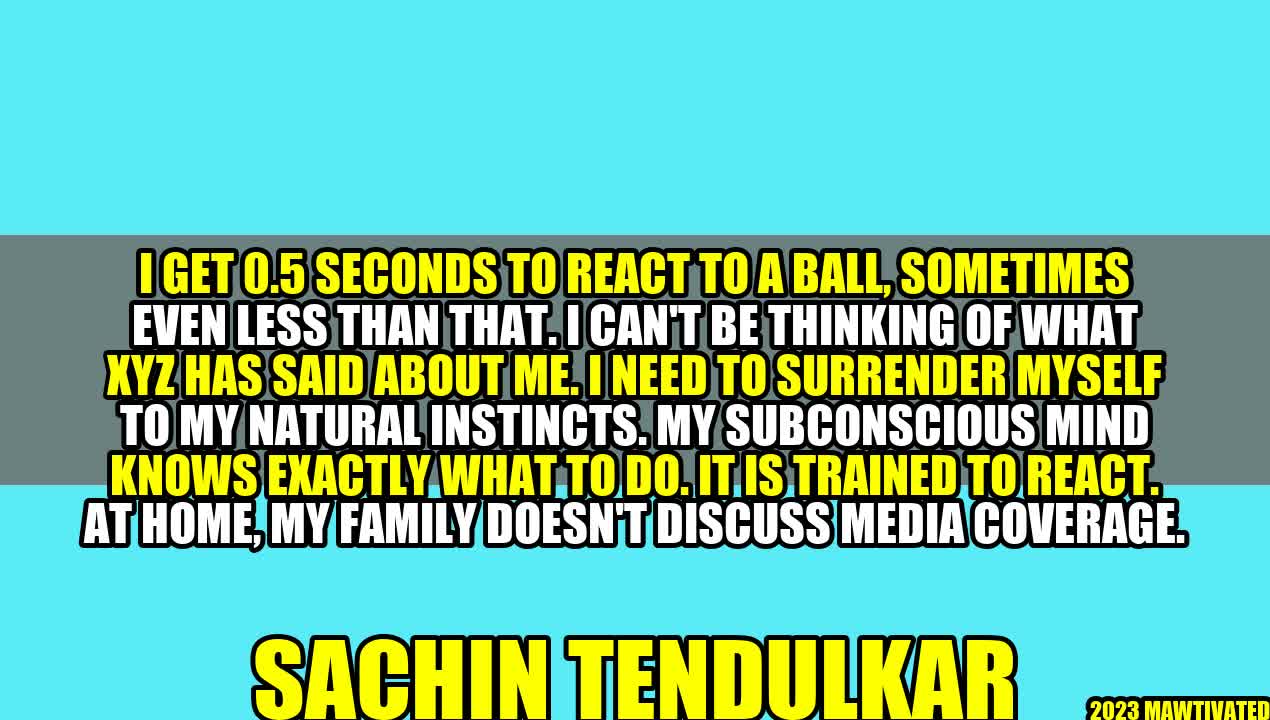 I GET 0.5 SECONDS TO REACT TO A BALL, SOMETIMES
EVEN LESS THAN THAT. I CAN'T BE THINKING OF WHAT
XYZ HAS SAID ABOUT ME. I NEED TO SURRENDER MYSELF
TO MY NATURAL INSTINCTS. MY SUBCONSCIOUS MIND
KNOWS EXACTLY WHAT TO DO. IT IS TRAINED TO REACT.
AT HOME, MY FAMILY DOESN'T DISCUSS MEDIA COVERAGE.
SACHIN TENDULKAR
2023 MAWTIVATED